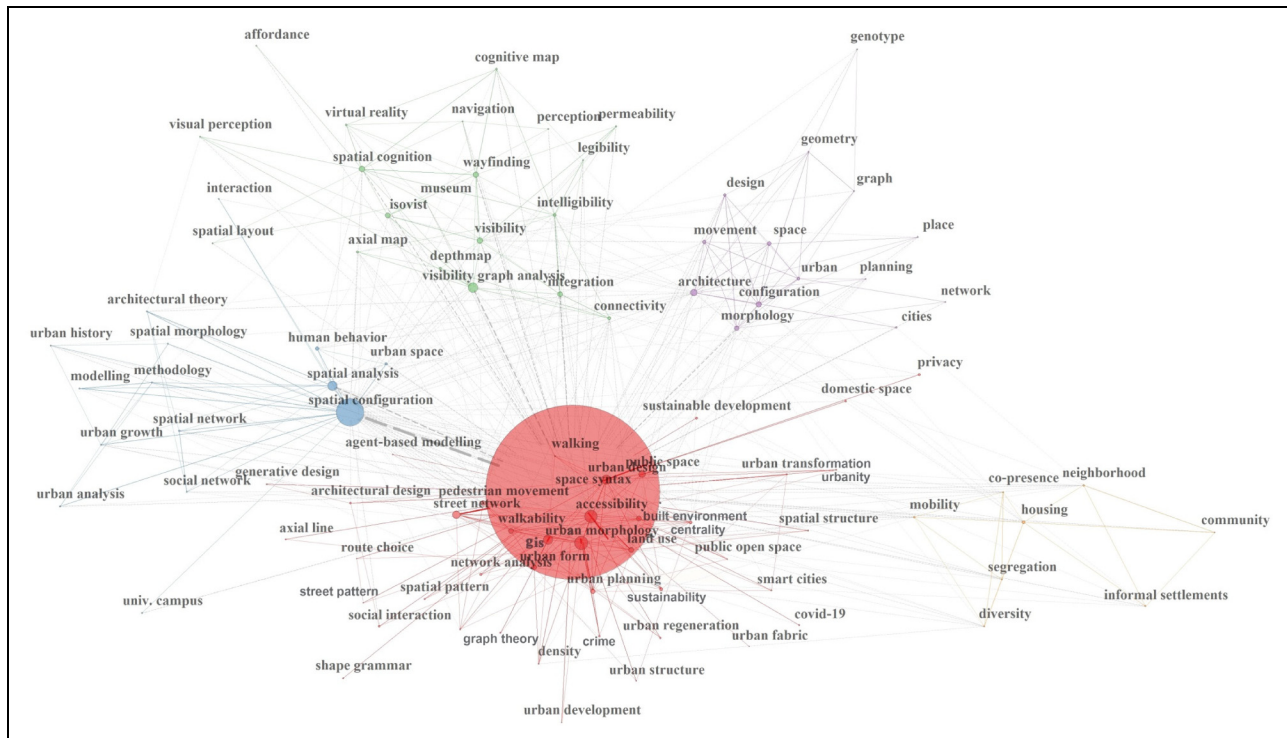 affordance
genotype
cognitive map
virtual reality
navigation
perception
permeability
visual perception
legibility
geometry
spatial cognition
wayfinding
interaction
museum
design
graph
isovist
intelligibility
spatial layout
visibility
movement
space
place
axial map
depthmap
visibility graph analysis
integration
urban
planning
architecture
configuration
network
architectural theory
connectivity
morphology
cities
urban history
spatial morphology
human behavior
urban space
privacy
modelling
methodology
spatial analysis
domestic space
spatial configuration
sustainable development
spatial network
urban growth
agent-based modelling
walking
public space
urban design
urban transformation
generative design
space syntax
urbanity
co-presence
neighborhood
urban analysis
social network
architectural design
pedestrian movement
street network
accessibility
mobility
housing
community
axial line
walkability
built environment
centrality
spatial structure
urban morphology
land use
gis
route choice
urban form
network analysis
public open space
segregation
street pattern
spatial pattern
urban planning
sustainability
smart cities
informal settlements
univ. campus
social interaction
urban regeneration
covid-19
diversity
graph theory
crime
urban fabric
density
shape grammar
urban structure
urban development